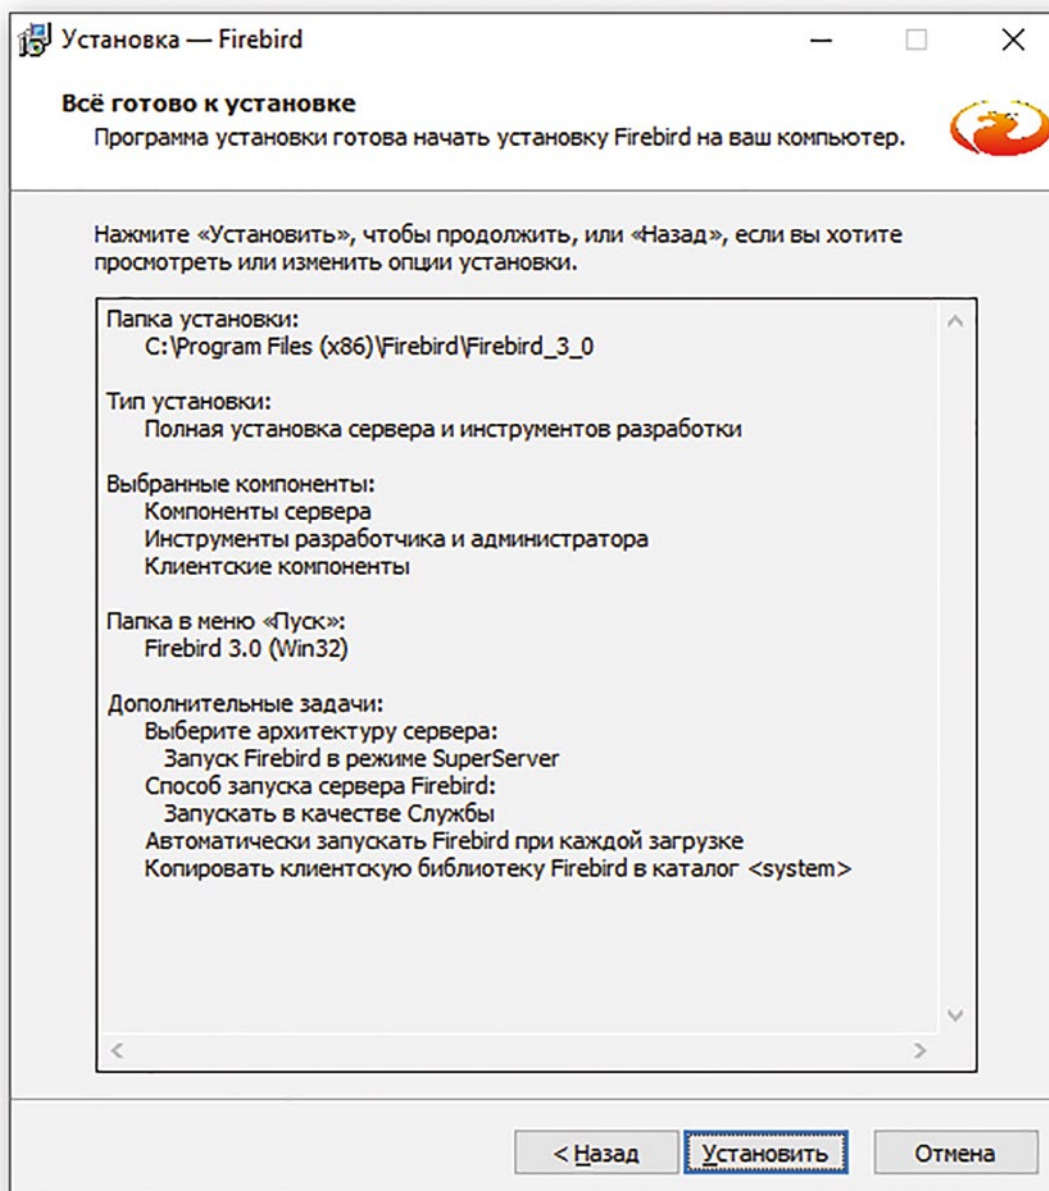 Установка — Firebird
Всё готово к установке
Программа установки готова начать установку Firebird на ваш компьютер.
Нажмите «Установить», чтобы продолжить, или «Назад», если вы хотите
просмотреть или изменить опции установки.
Папка установки:
C:\Program Files (x86)\Firebird\Firebird_3_0
Тип установки:
Полная установка сервера и инструментов разработки
Выбранные компоненты:
Компоненты сервера
Инструменты разработчика и администратора
Клиентские компоненты
Папка в меню «Пуск»:
Firebird 3.0 (Win32)
Дополнительные задачи:
Выберите архитектуру сервера:
Запуск Firebird в режиме SuperServer
Способ запуска сервера Firebird:
Запускать в качестве Службы
Автоматически запускать Firebird при каждой загрузке
Копировать клиентскую библиотеку Firebird в каталог <system>
< Назад Установить Отмена